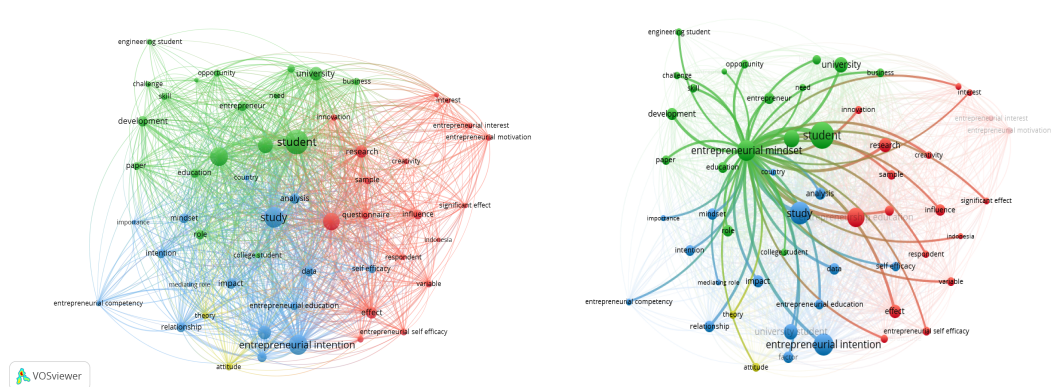 engineering student
opportunity
university
challenge
business
skill
need
interest
entrepreneur
innovation
development
entrepreneurial interest
entrepreneurial motivation
student
research
creativity
paper
education
country
sample
analysis
significant effect
importance
mindset
study
questionnaire
influence
role
indonesia
intention
college student
respondent
data
self efficacy
mediating role
impact
variable
entrepreneurial competency
entrepreneurial education
theory
effect
relationship
entrepreneurial self efficacy
entrepreneurial intention
attitude
VOSviewer
engineering student
opportunity
university
challenge
business
skill
need
interest
entrepreneur
innovation
development
entrepreneurial interest
entrepreneurial motivation
student
research
entrepreneurial mindset
creativity
paper
education
country
sample
analysis
significant effect
importance
mindset
study
influence
role
indonesia
intention
college student
respondent
data
self efficacy
mediating role
impact
variable
entrepreneurial competency
entrepreneurial education
theory
effect
relationship
university student
entrepreneurial self efficacy
entrepreneurial intention
factor
attitude